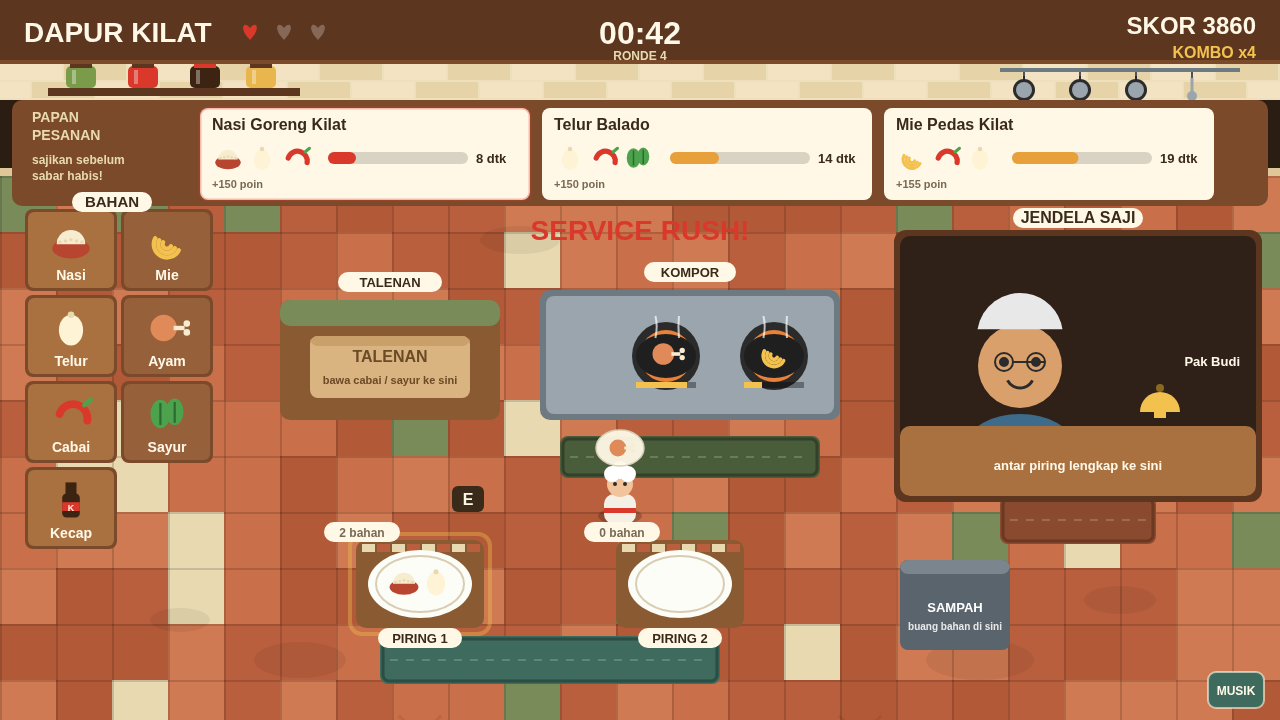 DAPUR KILAT
00:42
RONDE 4
SKOR 3860
KOMBO x4
PAPAN
PESANAN
sajikan sebelum
sabar habis!
Nasi Goreng Kilat
8 dtk
+150 poin
Telur Balado
14 dtk
+150 poin
Mie Pedas Kilat
19 dtk
+155 poin
BAHAN
Nasi
Mie
Telur
Ayam
Cabai
Sayur
K
Kecap
SERVICE RUSH!
TALENAN
TALENAN
bawa cabai / sayur ke sini
KOMPOR
JENDELA SAJI
Pak Budi
antar piring lengkap ke sini
E
2 bahan
0 bahan
PIRING 1
PIRING 2
SAMPAH
buang bahan di sini
MUSIK